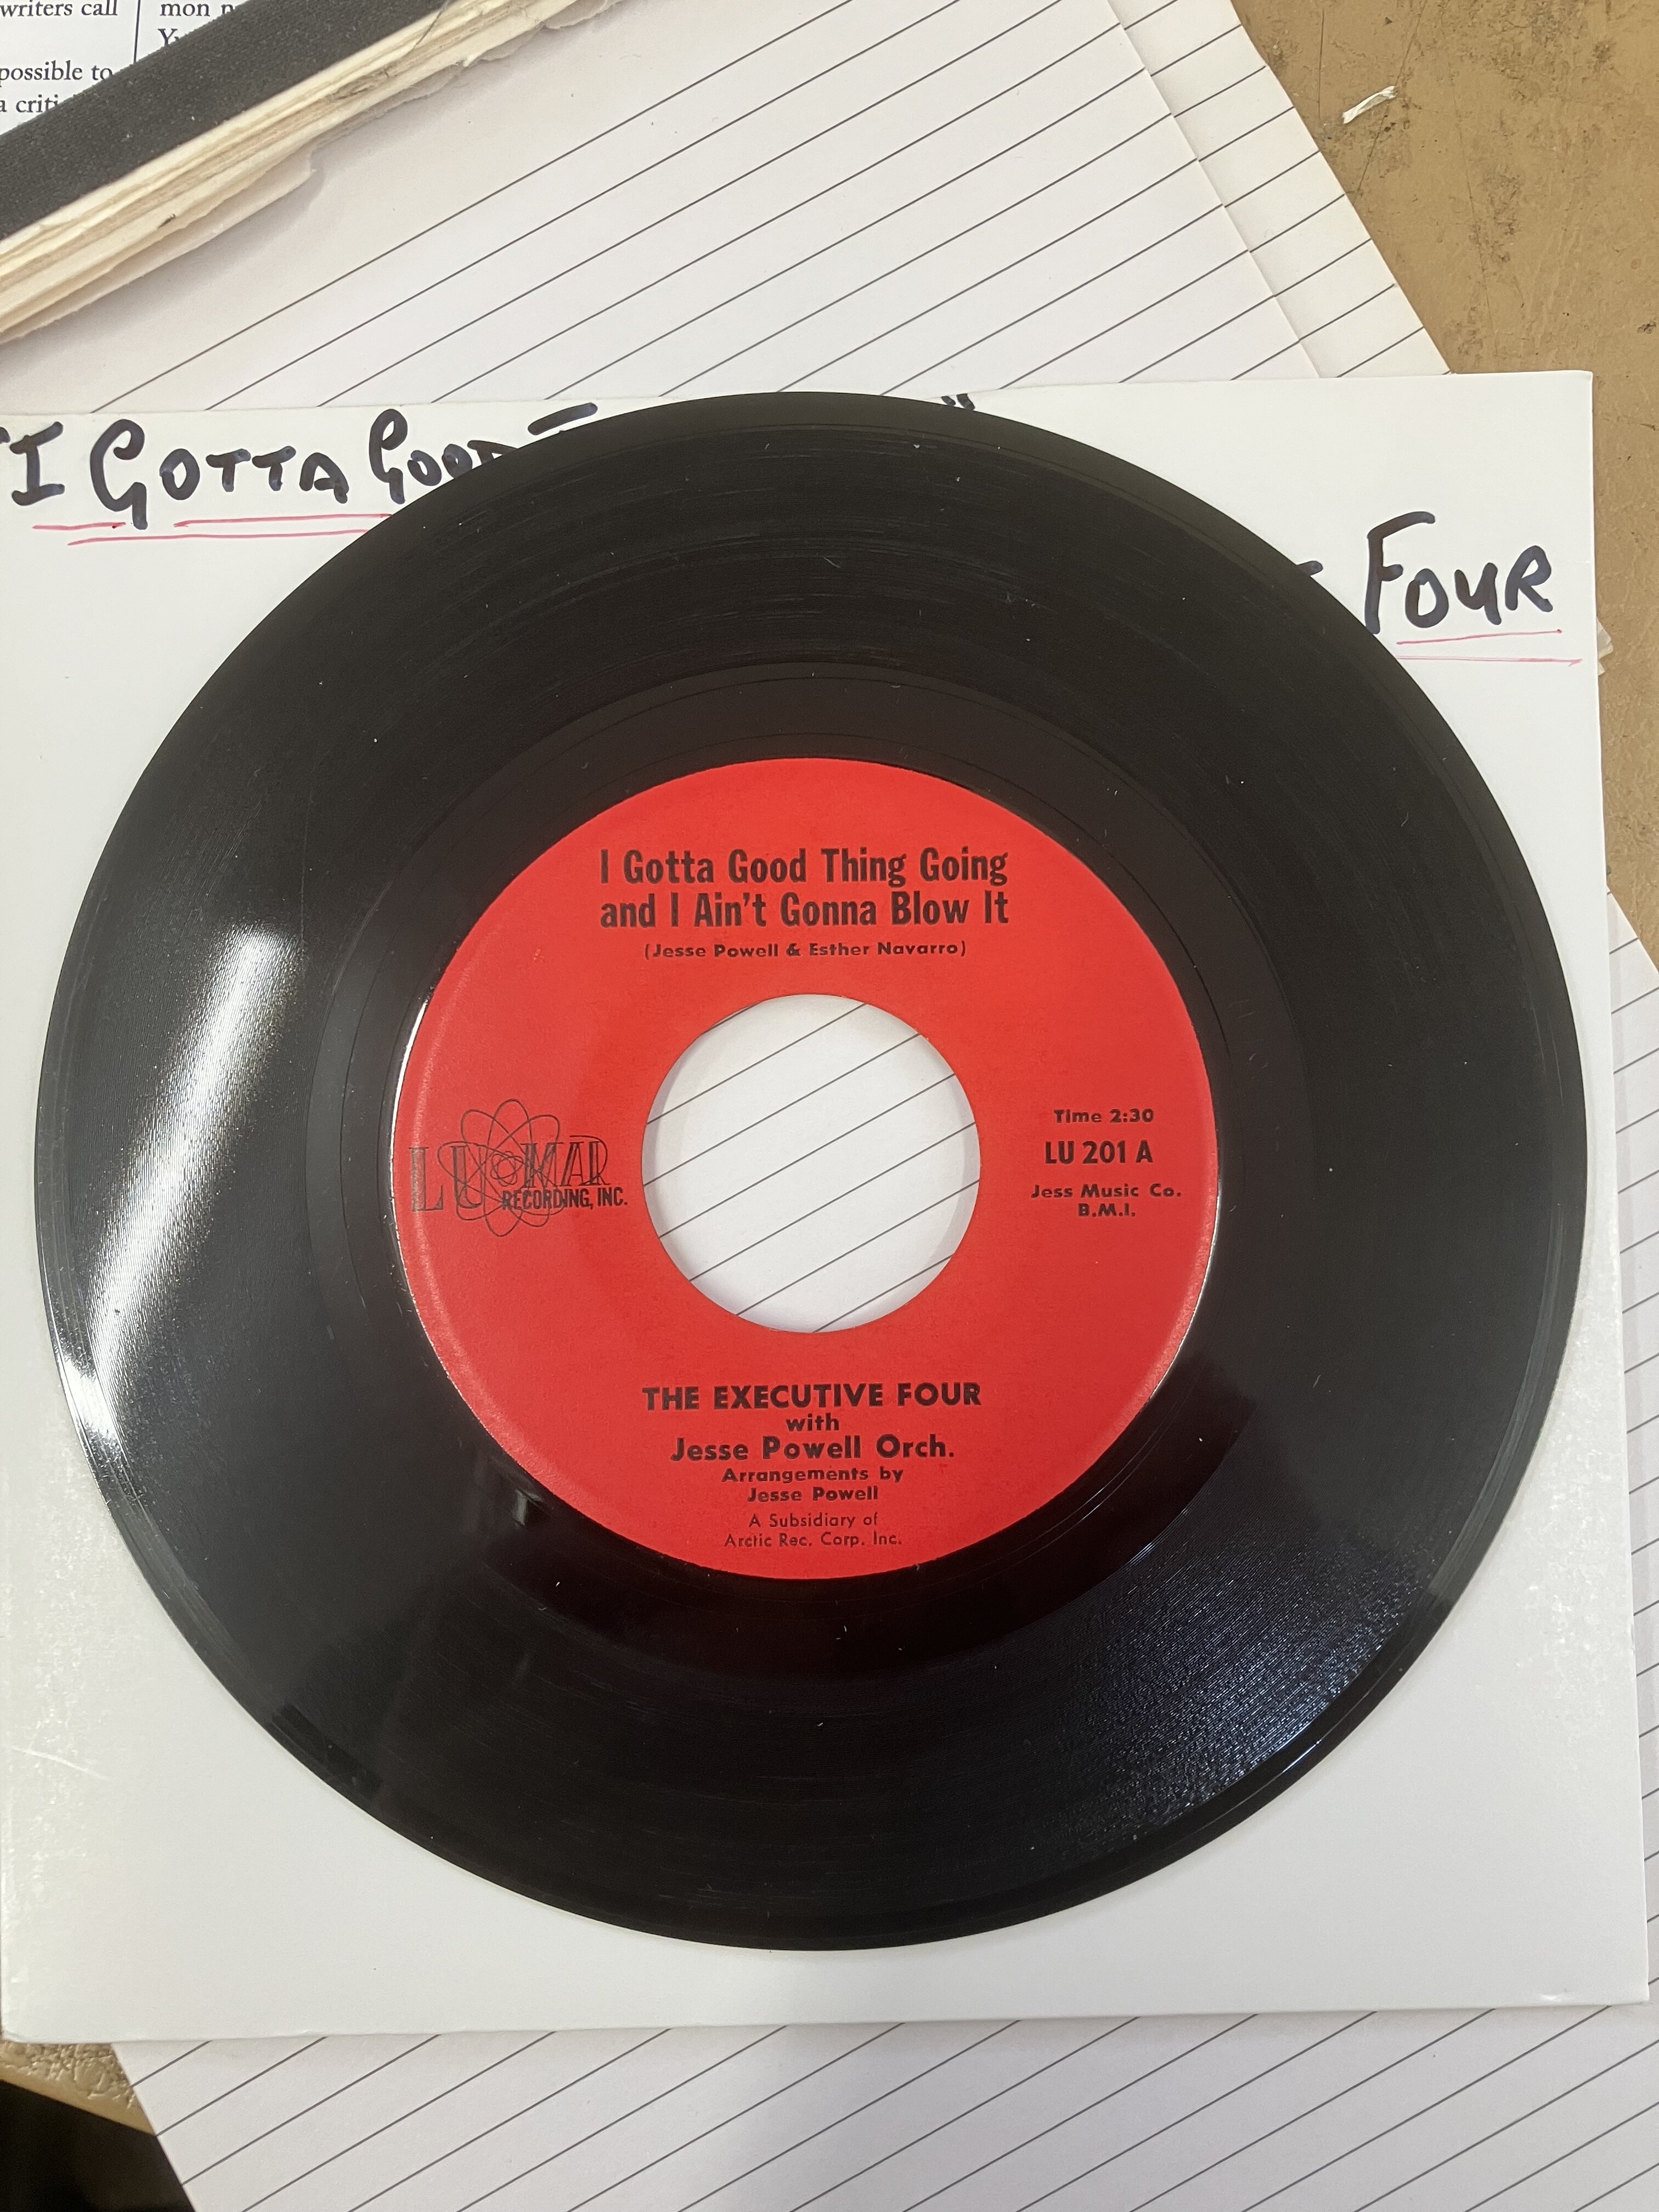 writers call
possible to
mon
"I GOTTA GOOD
FOUR
I Gotta Good Thing Going
and I Ain't Gonna Blow It
(Jesse Powell & Esther Navarro)
LU MAR
RECORDING, INC.
Time 2:30
LU 201 A
Jess Music Co.
B.M.I.
THE EXECUTIVE FOUR
with
Jesse Powell Orch.
Arrangements by
Jesse Powell
A Subsidiary of
Arctic Rec. Corp. Inc.